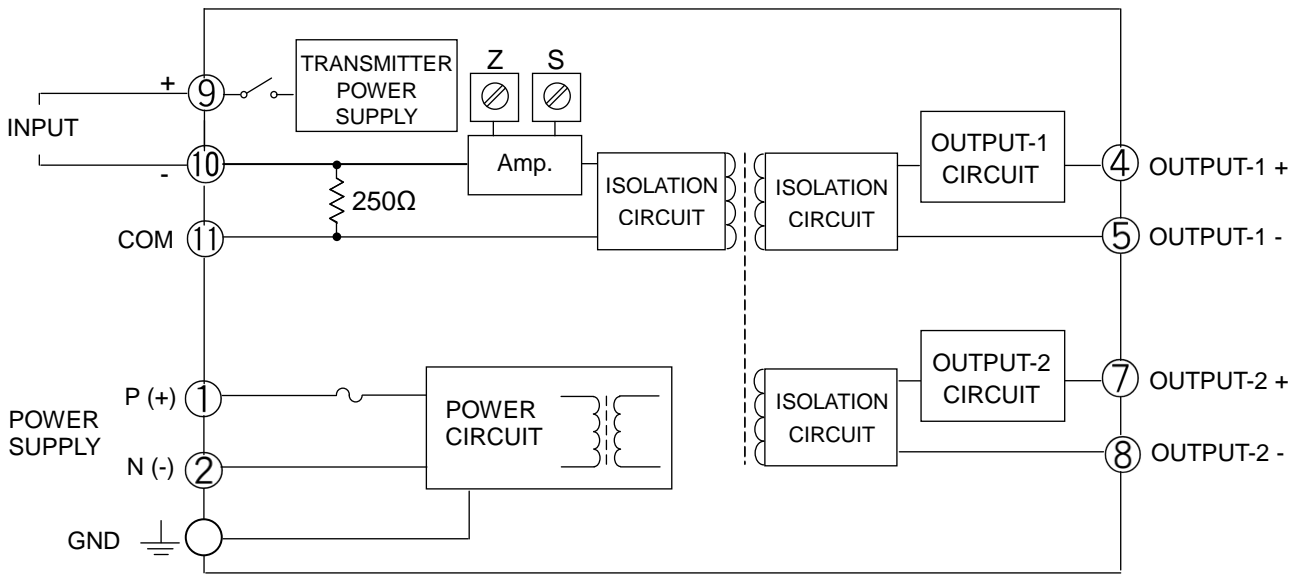 TRANSMITTER
POWER
SUPPLY
Z
S
+
9
INPUT
-
10
Amp.
250Ω
COM
11
ISOLATION
CIRCUIT
ISOLATION
CIRCUIT
OUTPUT-1
CIRCUIT
4
OUTPUT-1 +
5
OUTPUT-1 -
POWER
SUPPLY
P (+)
1
N (-)
2
GND
POWER
CIRCUIT
ISOLATION
CIRCUIT
OUTPUT-2
CIRCUIT
7
OUTPUT-2 +
8
OUTPUT-2 -